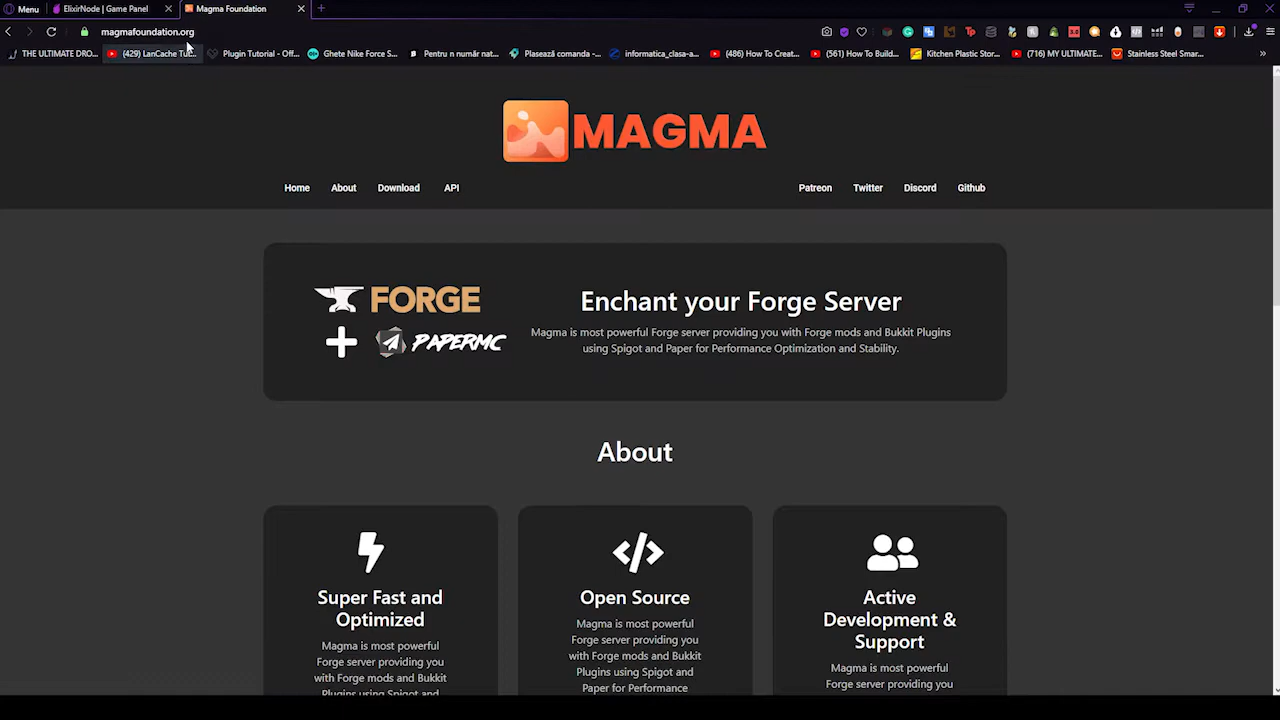 Menu
ElixirNode | Game Panel
Magma Foundation
magmafoundation.org
THE ULTIMATE DRO...
(429) LanCache Tu...
Plugin Tutorial - Off...
Ghete Nike Force S...
Pentru n număr nat...
Plasează comanda -...
informatica_clasa-a...
(486) How To Creat...
(561) How To Build...
Kitchen Plastic Stor...
(716) MY ULTIMATE...
Stainless Steel Smar...
MAGMA
Home
About
Download
API
Patreon
Twitter
Discord
Github
FORGE
PAPERMC
Enchant your Forge Server
Magma is most powerful Forge server providing you with Forge mods and Bukkit Plugins
using Spigot and Paper for Performance Optimization and Stability.
About
Super Fast and
Optimized
Magma is most powerful
Forge server providing you
with Forge mods and Bukkit
Plugins using Spigot and
Open Source
Magma is most powerful
Forge server providing you
with Forge mods and Bukkit
Plugins using Spigot and
Paper for Performance
Active
Development &
Support
Magma is most powerful
Forge server providing you